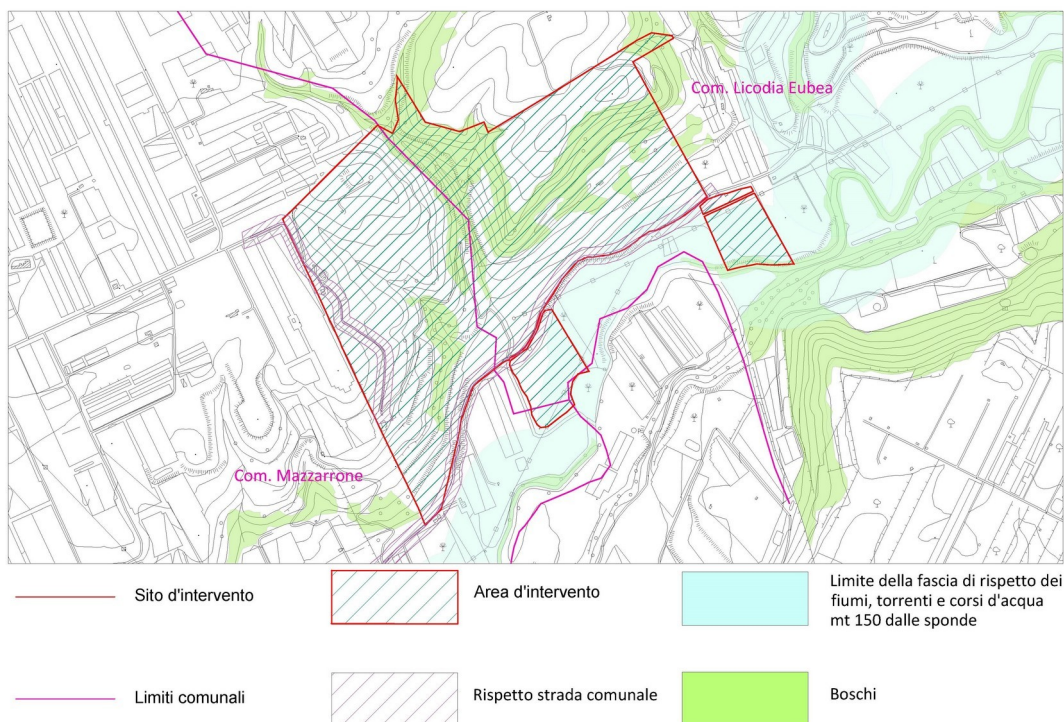 Com. Licodia Eubea
Com. Mazzarrone
Sito d'intervento
Area d'intervento
Limite della fascia di rispetto dei
fiumi, torrenti e corsi d'acqua
mt 150 dalle sponde
Limiti comunali
Rispetto strada comunale
Boschi